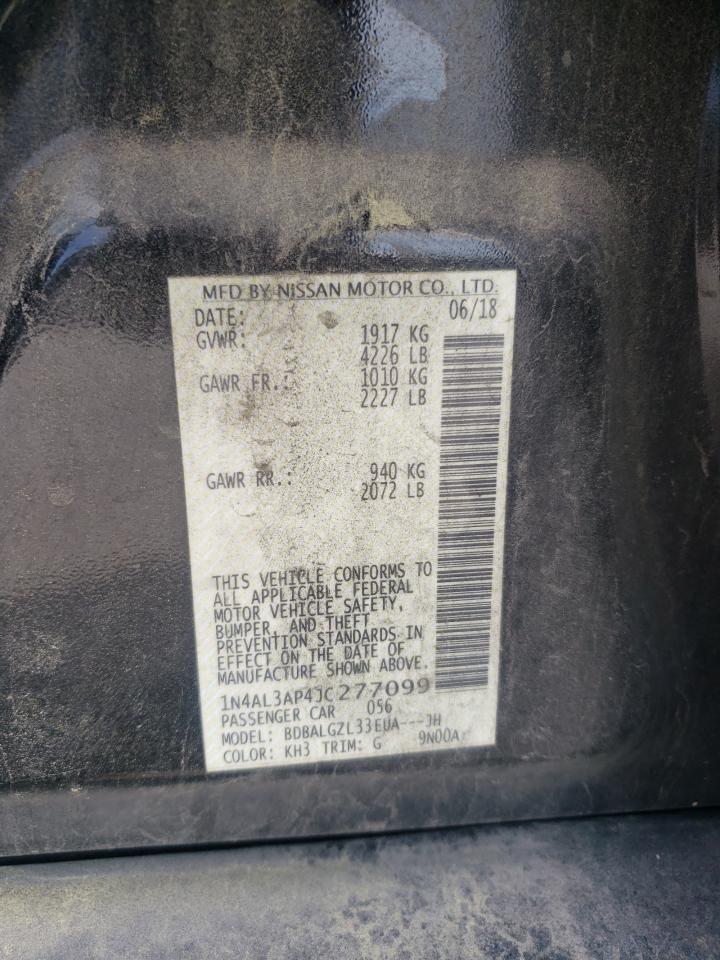 MFD BY NISSAN MOTOR CO., LTD.
DATE: 06/18
GVWR: 1917 KG
4226 LB
GAWR FR.: 1010 KG
2227 LB
GAWR RR.: 940 KG
2072 LB
THIS VEHICLE CONFORMS TO
ALL APPLICABLE FEDERAL
MOTOR VEHICLE SAFETY,
BUMPER, AND THEFT
PREVENTION STANDARDS IN
EFFECT ON THE DATE OF
MANUFACTURE SHOWN ABOVE.
1N4AL3AP4JC277099
PASSENGER CAR 056
MODEL: BDBALGZL33EUA---JH
COLOR: KH3 TRIM: G